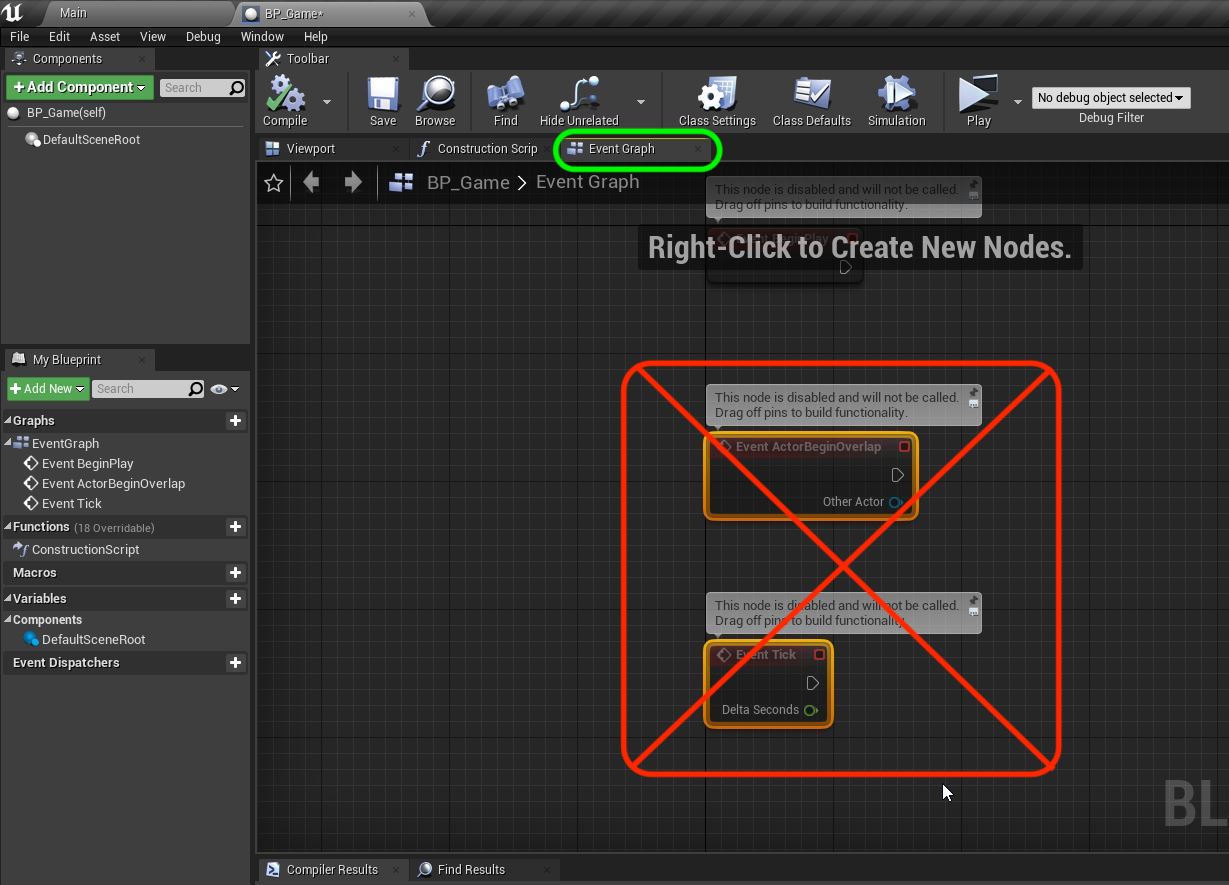 Main
BP_Game*
File Edit Asset View Debug Window Help
Components
Toolbar
Add Component
Search
BP_Game(self)
DefaultSceneRoot
Compile
Save
Browse
Find
Hide Unrelated
Class Settings
Class Defaults
Simulation
Play
No debug object selected
Debug Filter
Viewport
Construction Scrip
Event Graph
BP_Game > Event Graph
This node is disabled and will not be called.
Drag off pins to build functionality.
Event BeginPlay
Right-Click to Create New Nodes.
My Blueprint
Add New
Search
Graphs
EventGraph
Event BeginPlay
Event ActorBeginOverlap
Event Tick
Functions (18 Overridable)
ConstructionScript
Macros
Variables
Components
DefaultSceneRoot
Event Dispatchers
This node is disabled and will not be called.
Drag off pins to build functionality.
Event ActorBeginOverlap
Other Actor
This node is disabled and will not be called.
Drag off pins to build functionality.
Event Tick
Delta Seconds
BL
Compiler Results
Find Results